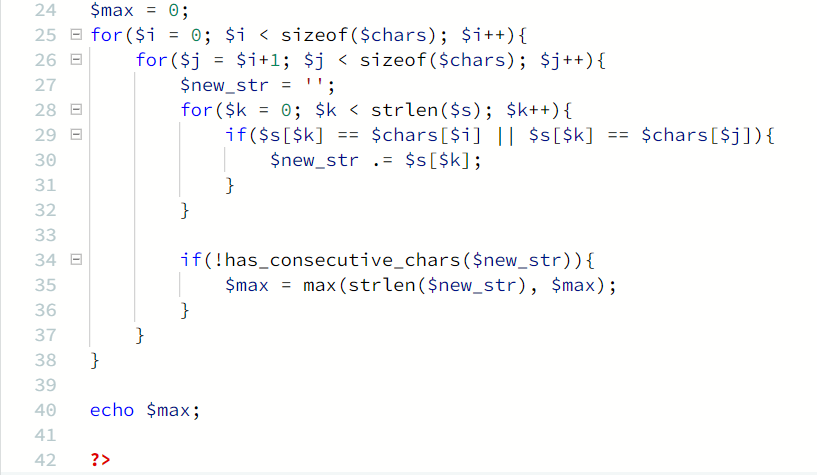 24 $max = 0;
25 for($i = 0; $i < sizeof($chars); $i++){
26 for($j = $i+1; $j < sizeof($chars); $j++){
27 $new_str = '';
28 for($k = 0; $k < strlen($s); $k++){
29 if($s[$k] == $chars[$i] || $s[$k] == $chars[$j]){
30 $new_str .= $s[$k];
31 }
32 }
33
34 if(!has_consecutive_chars($new_str)){
35 $max = max(strlen($new_str), $max);
36 }
37 }
38 }
39
40 echo $max;
41
42 ?>